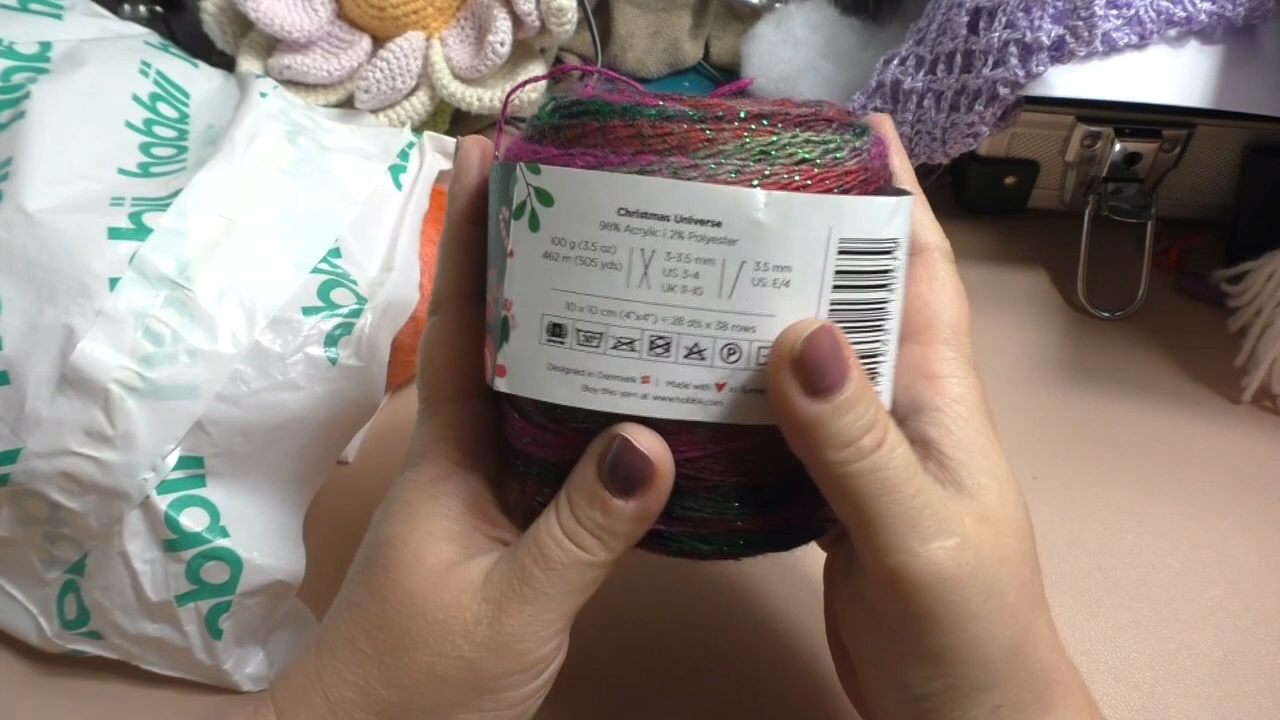 hobbii
hobbii
hobbii
hobbii
Christmas Universe
98% Acrylic | 2% Polyester
100 g (3.5 oz)
462 m (505 yds)
3-3.5 mm
US 3-4
UK 11-10
3.5 mm
US: E/4
10 x 10 cm (4"x4") = 28 sts x 38 rows
30°
P
Designed in Denmark | Made with in
Buy this yarn at: www.hobbii.com